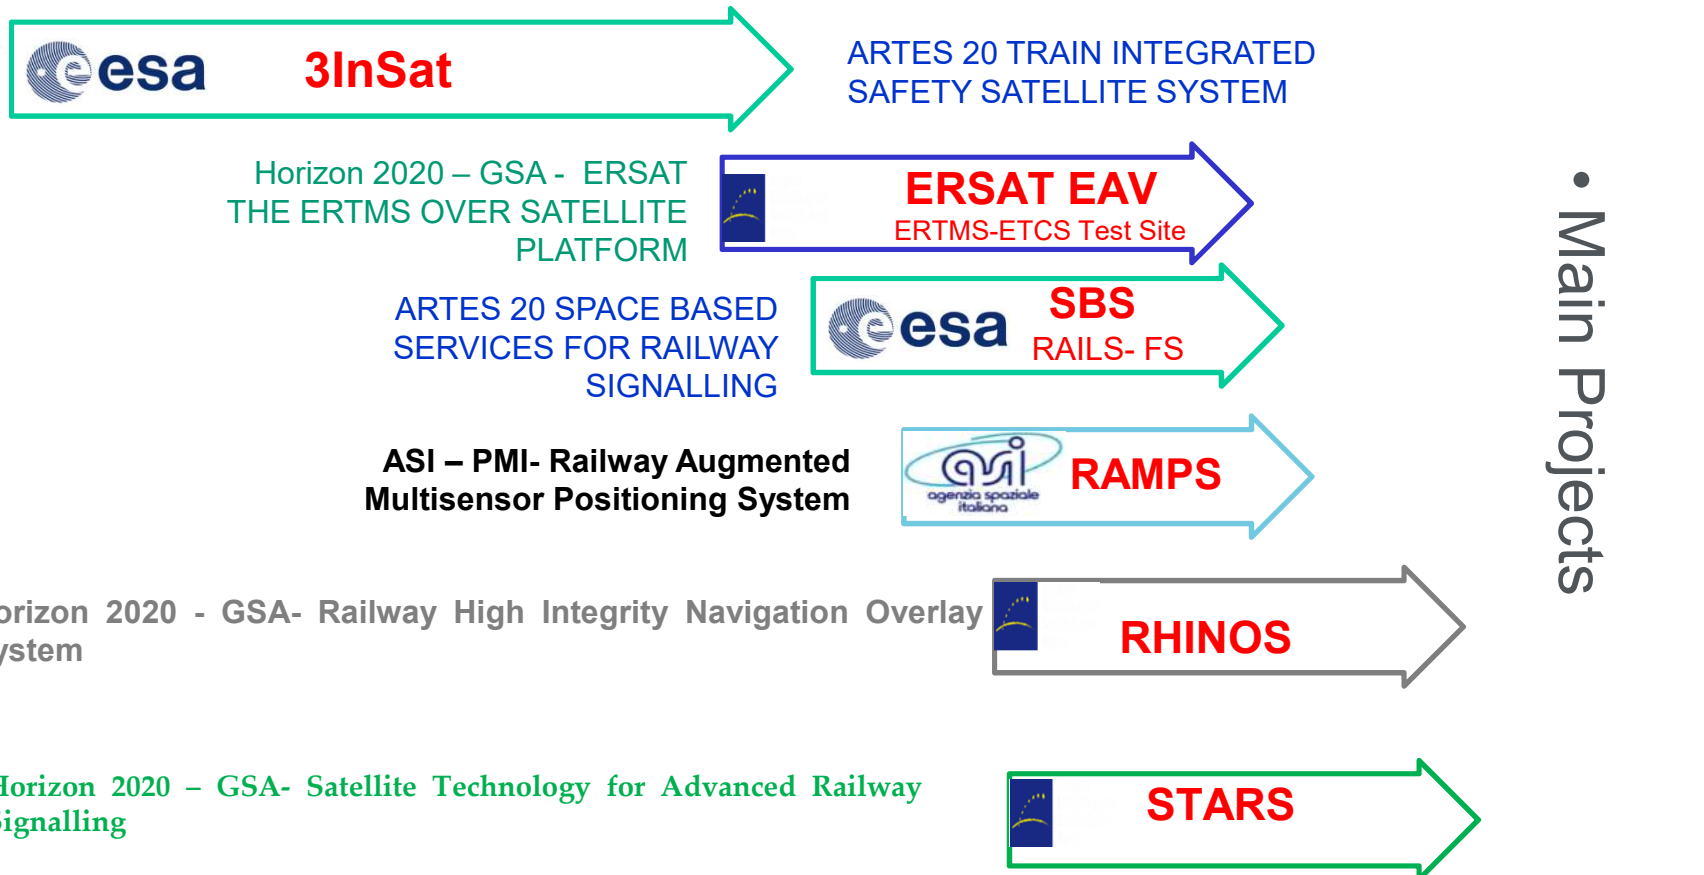 esa
3InSat
ARTES 20 TRAIN INTEGRATED
SAFETY SATELLITE SYSTEM
Horizon 2020 – GSA - ERSAT
THE ERTMS OVER SATELLITE
PLATFORM
ERSAT EAV
ERTMS-ETCS Test Site
ARTES 20 SPACE BASED
SERVICES FOR RAILWAY
SIGNALLING
esa
SBS
RAILS- FS
ASI – PMI- Railway Augmented
Multisensor Positioning System
asi
agenzia spaziale
italiana
RAMPS
orizon 2020 - GSA- Railway High Integrity Navigation Overlay
ystem
RHINOS
Horizon 2020 – GSA- Satellite Technology for Advanced Railway
Signalling
STARS
• Main Projects